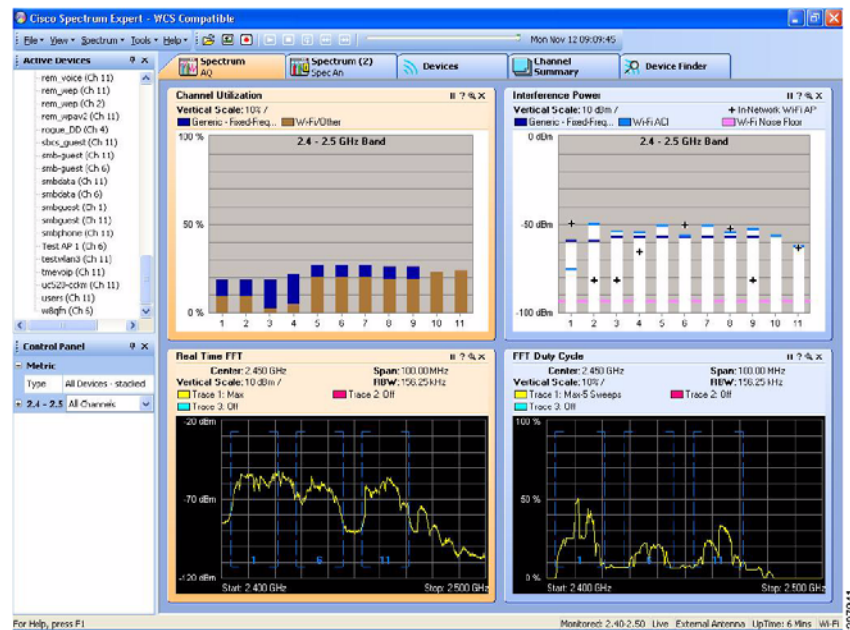 Cisco Spectrum Expert - WCS Compatible
File View Spectrum Tools Help
Mon Nov 12 09:09:45
Active Devices
rem_voice (Ch 11)
rem_wep (Ch 11)
rem_wep (Ch 2)
rem_wpav2 (Ch 11)
rogue_DD (Ch 4)
sbcs_guest (Ch 11)
smb-guest (Ch 11)
smb-guest (Ch 6)
smbdata (Ch 11)
smbdata (Ch 6)
smbguest (Ch 1)
smbguest (Ch 11)
smbphone (Ch 11)
Test AP 1 (Ch 6)
testvlan3 (Ch 11)
tmevoip (Ch 11)
uc520-cckm (Ch 11)
users (Ch 11)
w8qfn (Ch 6)
Control Panel
Metric
Type All Devices - stacked
2.4 - 2.5 All Channels
Spectrum
AQ
Spectrum (2)
Spec An
Devices
Channel
Summary
Device Finder
Channel Utilization
Vertical Scale: 10% /
Generic - Fixed-Freq... Wi-Fi/Other
100 %
2.4 - 2.5 GHz Band
50 %
0 %
1 2 3 4 5 6 7 8 9 10 11
Interference Power
Vertical Scale: 10 dBm / + In-Network WiFi AP
Generic - Fixed-Freq... Wi-Fi ACI Wi-Fi Noise Floor
0 dBm
2.4 - 2.5 GHz Band
-50 dBm
-100 dBm
1 2 3 4 5 6 7 8 9 10 11
Real Time FFT
Center: 2.450 GHz Span: 100.00 MHz
Vertical Scale: 10 dBm / RBW: 156.25 kHz
Trace 1: Max Trace 2: Off
Trace 3: Off
-20 dBm
-70 dBm
-120 dBm
1 6 11
Start: 2.400 GHz Stop: 2.500 GHz
FFT Duty Cycle
Center: 2.450 GHz Span: 100.00 MHz
Vertical Scale: 10% / RBW: 156.25 kHz
Trace 1: Max-5 Sweeps Trace 2: Off
Trace 3: Off
100 %
50 %
0 %
1 6 11
Start: 2.400 GHz Stop: 2.500 GHz
For Help, press F1
Monitored: 2.40-2.50 Live External Antenna UpTime: 6 Mins Wi-Fi